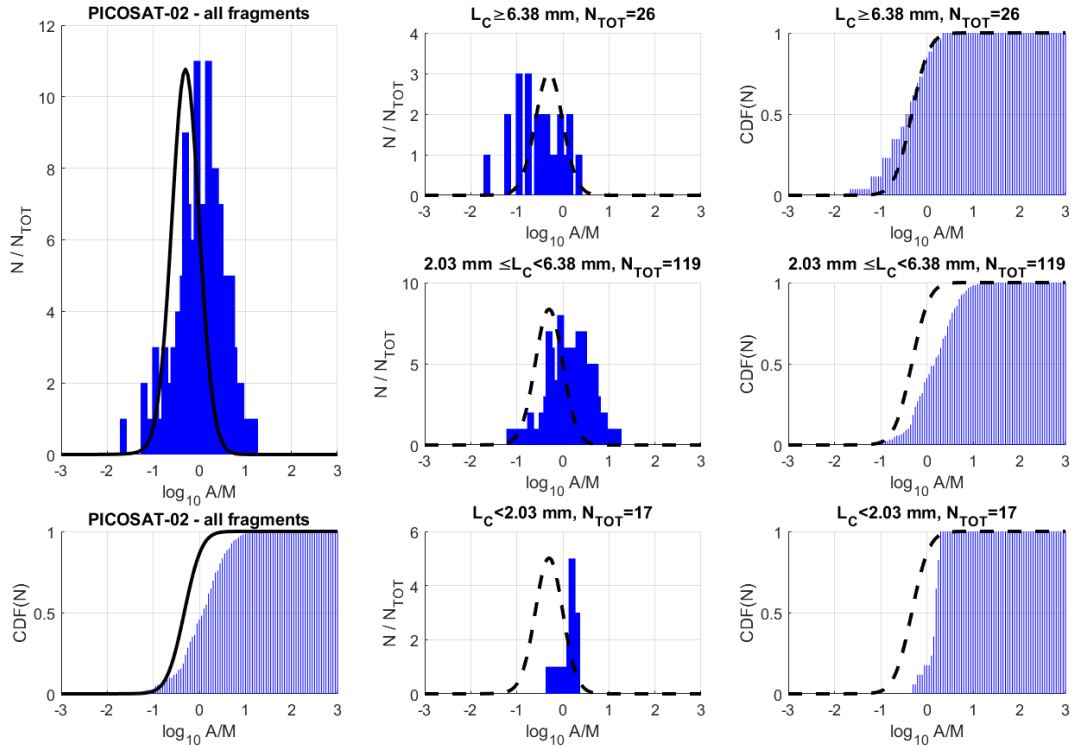 PICOSAT-02 - all fragments
12
10
8
6
4
2
0
N / N_TOT
-3 -2 -1 0 1 2 3
log10 A/M
L_C≥6.38 mm, N_TOT=26
4
3
2
1
0
N / N_TOT
-3 -2 -1 0 1 2 3
log10 A/M
L_C≥6.38 mm, N_TOT=26
1
0.5
0
CDF(N)
-3 -2 -1 0 1 2 3
log10 A/M
2.03 mm ≤L_C<6.38 mm, N_TOT=119
10
5
0
N / N_TOT
-3 -2 -1 0 1 2 3
log10 A/M
2.03 mm ≤L_C<6.38 mm, N_TOT=119
1
0.5
0
CDF(N)
-3 -2 -1 0 1 2 3
log10 A/M
PICOSAT-02 - all fragments
1
0.5
0
CDF(N)
-3 -2 -1 0 1 2 3
log10 A/M
L_C<2.03 mm, N_TOT=17
6
4
2
0
N / N_TOT
-3 -2 -1 0 1 2 3
log10 A/M
L_C<2.03 mm, N_TOT=17
1
0.5
0
CDF(N)
-3 -2 -1 0 1 2 3
log10 A/M